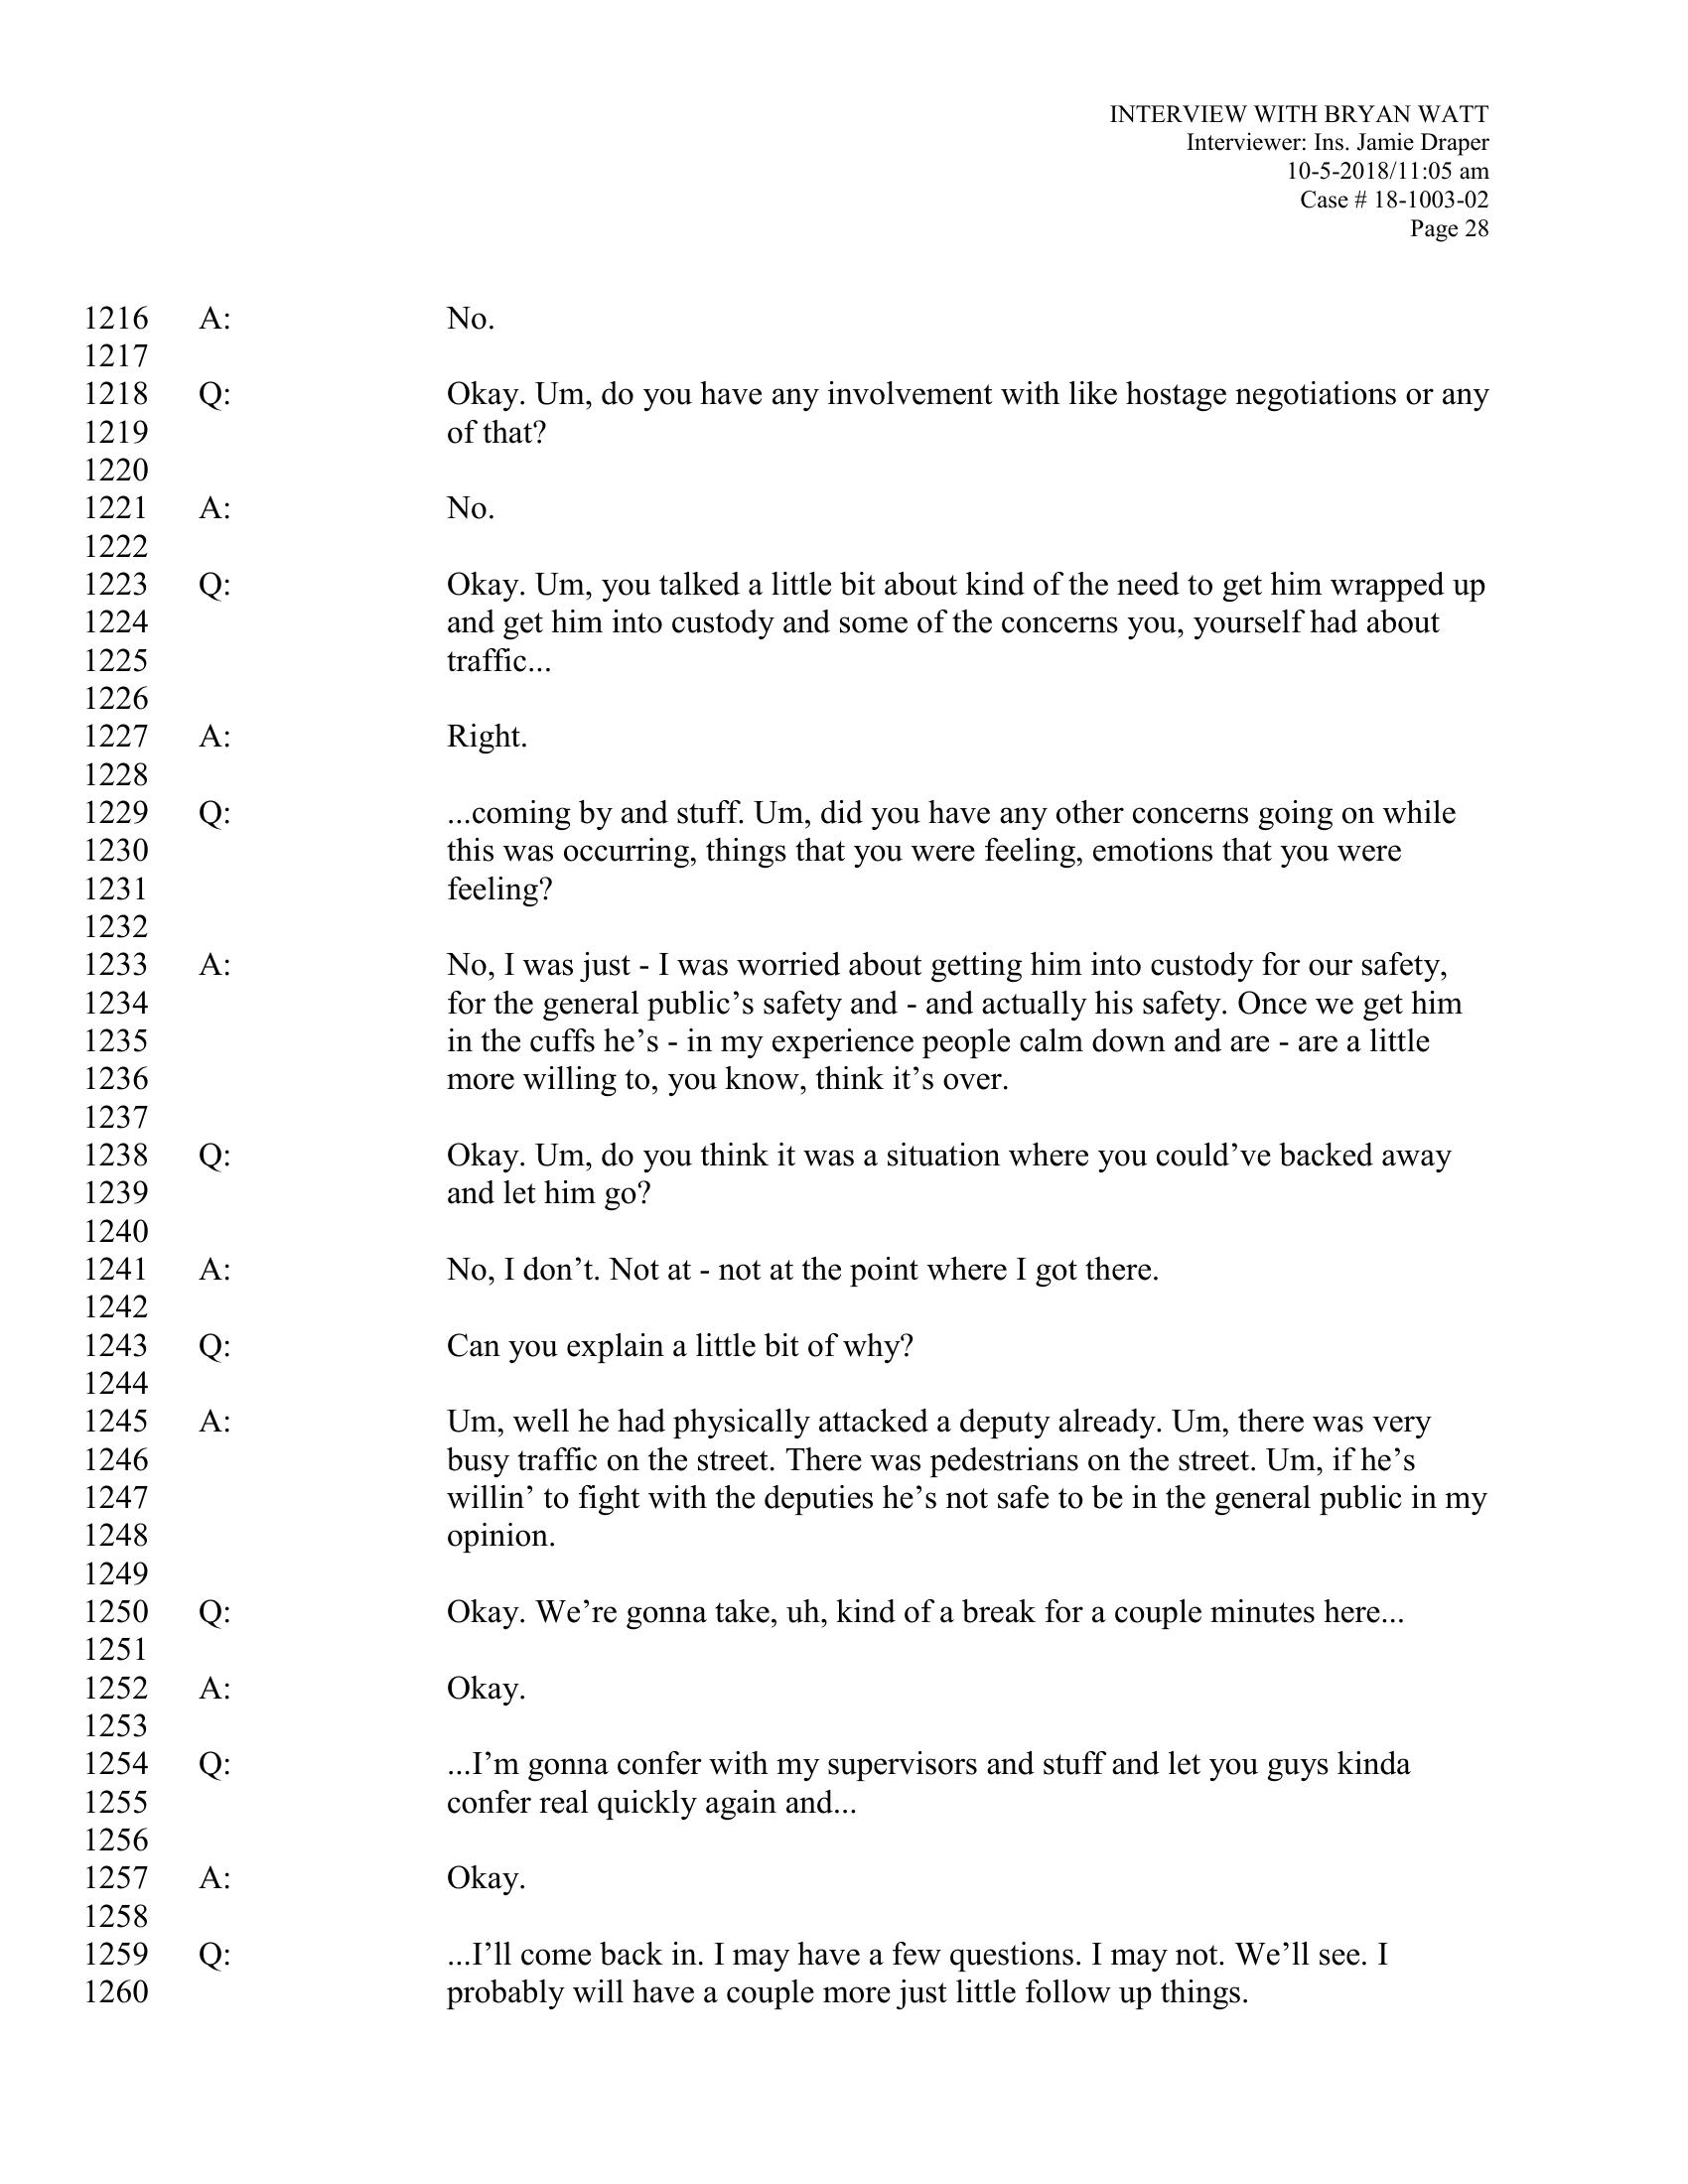 INTERVIEW WITH BRYAN WATT
Interviewer: Ins. Jamie Draper
10-5-2018/11:05 am
Case # 18-1003-02
Page 28
1216 A: No.
1217
1218 Q: Okay. Um, do you have any involvement with like hostage negotiations or any
1219 of that?
1220
1221 A: No.
1222
1223 Q: Okay. Um, you talked a little bit about kind of the need to get him wrapped up
1224 and get him into custody and some of the concerns you, yourself had about
1225 traffic...
1226
1227 A: Right.
1228
1229 Q: ...coming by and stuff. Um, did you have any other concerns going on while
1230 this was occurring, things that you were feeling, emotions that you were
1231 feeling?
1232
1233 A: No, I was just - I was worried about getting him into custody for our safety,
1234 for the general public’s safety and - and actually his safety. Once we get him
1235 in the cuffs he’s - in my experience people calm down and are - are a little
1236 more willing to, you know, think it’s over.
1237
1238 Q: Okay. Um, do you think it was a situation where you could’ve backed away
1239 and let him go?
1240
1241 A: No, I don’t. Not at - not at the point where I got there.
1242
1243 Q: Can you explain a little bit of why?
1244
1245 A: Um, well he had physically attacked a deputy already. Um, there was very
1246 busy traffic on the street. There was pedestrians on the street. Um, if he’s
1247 willin’ to fight with the deputies he’s not safe to be in the general public in my
1248 opinion.
1249
1250 Q: Okay. We’re gonna take, uh, kind of a break for a couple minutes here...
1251
1252 A: Okay.
1253
1254 Q: ...I’m gonna confer with my supervisors and stuff and let you guys kinda
1255 confer real quickly again and...
1256
1257 A: Okay.
1258
1259 Q: ...I’ll come back in. I may have a few questions. I may not. We’ll see. I
1260 probably will have a couple more just little follow up things.